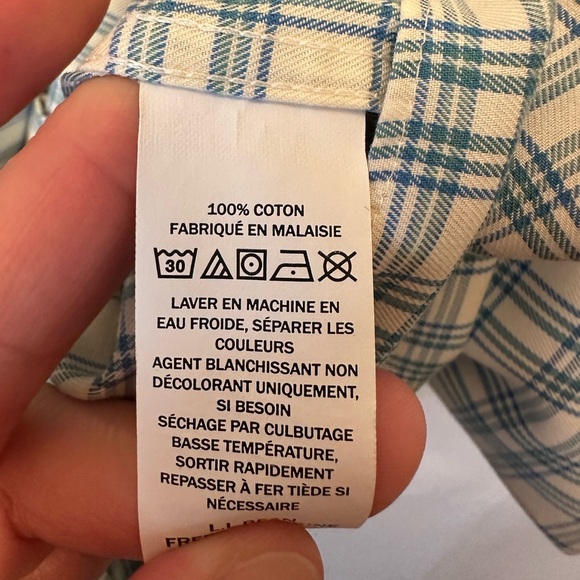 100% COTON
FABRIQUÉ EN MALAISIE
30
LAVER EN MACHINE EN
EAU FROIDE, SÉPARER LES
COULEURS
AGENT BLANCHISSANT NON
DÉCOLORANT UNIQUEMENT,
SI BESOIN
SÉCHAGE PAR CULBUTAGE
BASSE TEMPÉRATURE,
SORTIR RAPIDEMENT
REPASSER À FER TIÈDE SI
NÉCESSAIRE